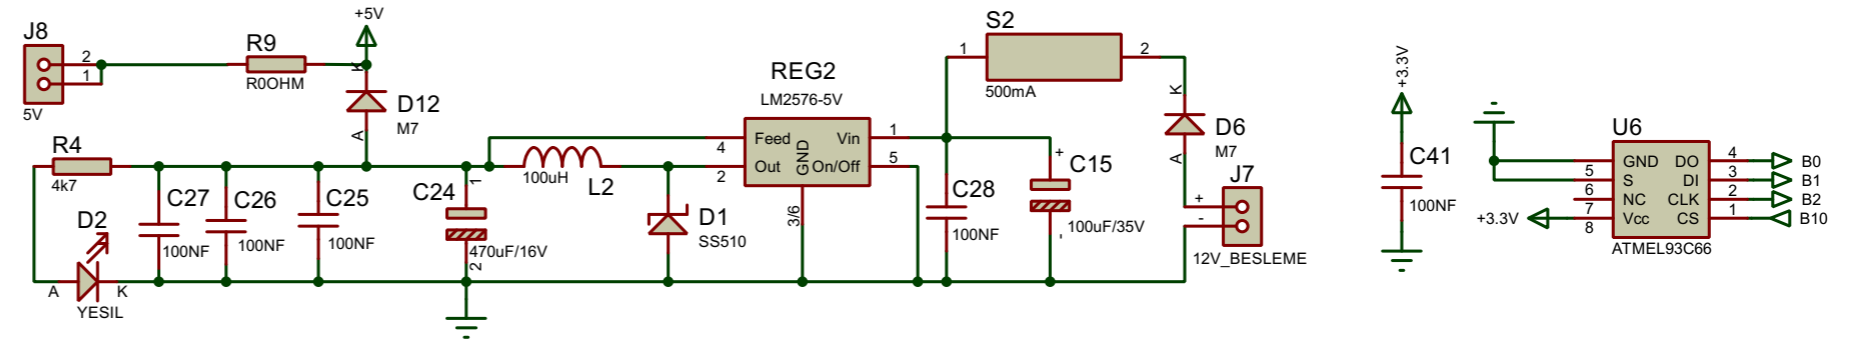 J8
2
1
5V
R9
R0OHM
+5V
K
D12
M7
A
R4
4k7
D2
A
K
YESIL
C27
100NF
C26
100NF
C25
100NF
C24
1
470uF/16V
2
100uH
L2
D1
SS510
REG2
LM2576-5V
Feed
Vin
GND
Out
On/Off
4
2
1
5
3/6
C28
100NF
+
C15
100uF/35V
-
S2
1
2
500mA
K
D6
M7
A
J7
+
-
12V_BESLEME
+3.3V
C41
100NF
U6
GND
DO
4
B0
5
S
DI
3
B1
6
NC
CLK
2
B2
+3.3V
7
Vcc
CS
1
B10
8
ATMEL93C66